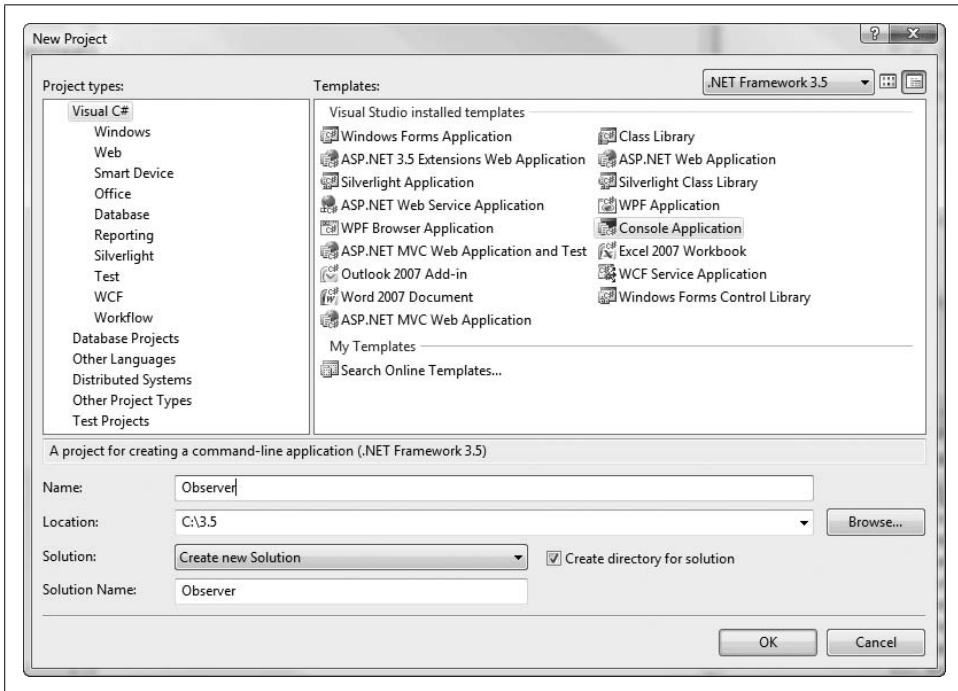 New Project
Project types:
Templates:
.NET Framework 3.5
Visual C#
Windows
Web
Smart Device
Office
Database
Reporting
Silverlight
Test
WCF
Workflow
Database Projects
Other Languages
Distributed Systems
Other Project Types
Test Projects
Visual Studio installed templates
Windows Forms Application
ASP.NET 3.5 Extensions Web Application
Silverlight Application
ASP.NET Web Service Application
WPF Browser Application
ASP.NET MVC Web Application and Test
Outlook 2007 Add-in
Word 2007 Document
ASP.NET MVC Web Application
Class Library
ASP.NET Web Application
Silverlight Class Library
WPF Application
Console Application
Excel 2007 Workbook
WCF Service Application
Windows Forms Control Library
My Templates
Search Online Templates...
A project for creating a command-line application (.NET Framework 3.5)
Name:
Observer
Location:
C:\3.5
Browse...
Solution:
Create new Solution
Create directory for solution
Solution Name:
Observer
OK
Cancel